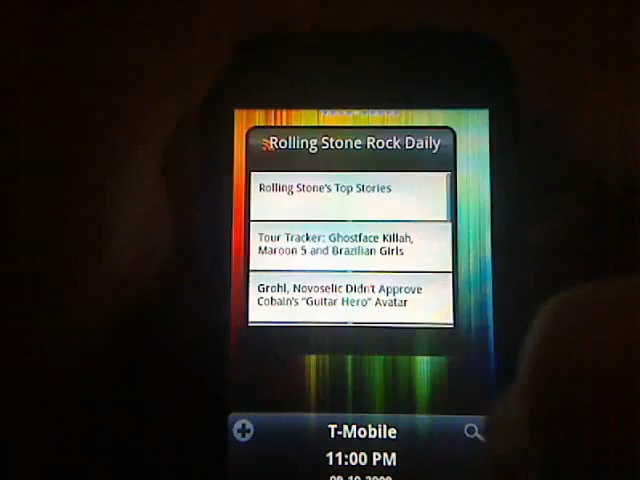 Rolling Stone Rock Daily
Rolling Stone's Top Stories
Tour Tracker: Ghostface Killah,
Maroon 5 and Brazilian Girls
Grohl, Novoselic Didn't Approve
Cobain's "Guitar Hero" Avatar
T-Mobile
11:00 PM